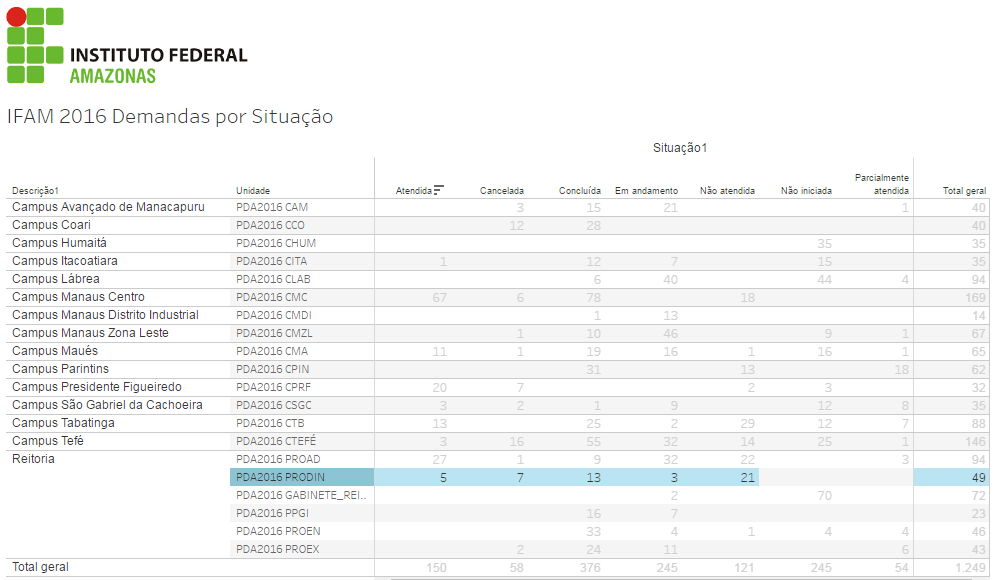 INSTITUTO FEDERAL
AMAZONAS
IFAM 2016 Demandas por Situação
Situação1
Descrição1 Unidade Atendida Cancelada Concluída Em andamento Não atendida Não iniciada Parcialmente atendida Total geral
Campus Avançado de Manacapuru PDA2016 CAM 3 15 21 1 40
Campus Coari PDA2016 CCO 12 28 40
Campus Humaitá PDA2016 CHUM 35 35
Campus Itacoatiara PDA2016 CITA 1 12 7 15 35
Campus Lábrea PDA2016 CLAB 6 40 44 4 94
Campus Manaus Centro PDA2016 CMC 67 6 78 18 169
Campus Manaus Distrito Industrial PDA2016 CMDI 1 13 14
Campus Manaus Zona Leste PDA2016 CMZL 1 10 46 9 1 67
Campus Maués PDA2016 CMA 11 1 19 16 1 16 1 65
Campus Parintins PDA2016 CPIN 31 13 18 62
Campus Presidente Figueiredo PDA2016 CPRF 20 7 2 3 32
Campus São Gabriel da Cachoeira PDA2016 CSGC 3 2 1 9 12 8 35
Campus Tabatinga PDA2016 CTB 13 25 2 29 12 7 88
Campus Tefé PDA2016 CTEFÉ 3 16 55 32 14 25 1 146
Reitoria PDA2016 PROAD 27 1 9 32 22 3 94
PDA2016 PRODIN 5 7 13 3 21 49
PDA2016 GABINETE_REI.. 2 70 72
PDA2016 PPGI 16 7 23
PDA2016 PROEN 33 4 1 4 4 46
PDA2016 PROEX 2 24 11 6 43
Total geral 150 58 376 245 121 245 54 1.249